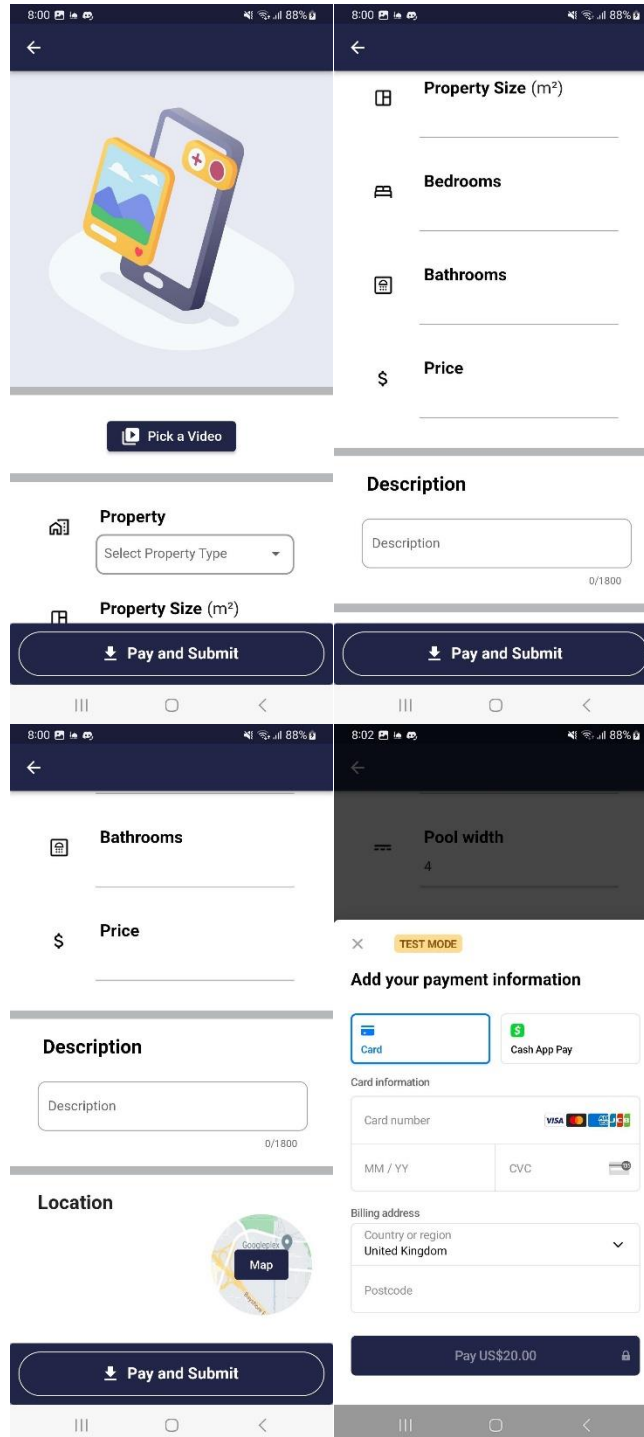 8:00 88%
Pick a Video
Property
Select Property Type
Property Size (m²)
Pay and Submit
8:00 88%
Property Size (m²)
Bedrooms
Bathrooms
$ Price
Description
Description
0/1800
Pay and Submit
8:00 88%
Bathrooms
$ Price
Description
Description
0/1800
Location
Googleplex
Map
Pay and Submit
8:02 88%
Pool width
4
TEST MODE
Add your payment information
Card
$
Cash App Pay
Card information
Card number VISA JCB
MM / YY CVC
Billing address
Country or region
United Kingdom
Postcode
Pay US$20.00